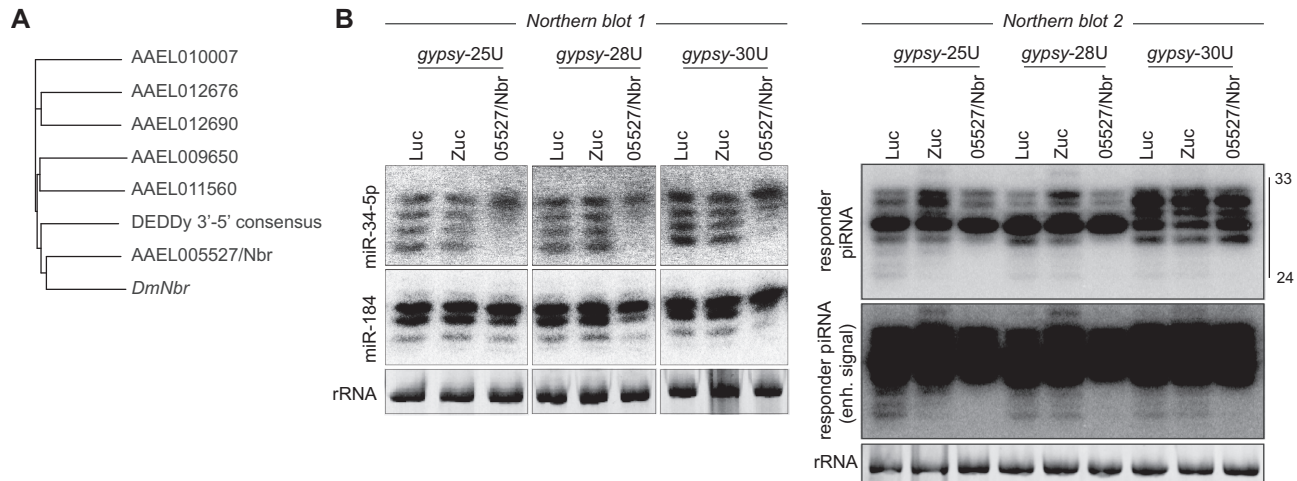 A
AAEL010007
AAEL012676
AAEL012690
AAEL009650
AAEL011560
DEDDy 3'-5' consensus
AAEL005527/Nbr
DmNbr
B
Northern blot 1
gypsy-25U
gypsy-28U
gypsy-30U
Luc
Zuc
05527/Nbr
Luc
Zuc
05527/Nbr
Luc
Zuc
05527/Nbr
miR-34-5p
miR-184
rRNA
Northern blot 2
gypsy-25U
gypsy-28U
gypsy-30U
Luc
Zuc
05527/Nbr
Luc
Zuc
05527/Nbr
Luc
Zuc
05527/Nbr
responder
piRNA
33
24
responder piRNA
(enh. signal)
rRNA